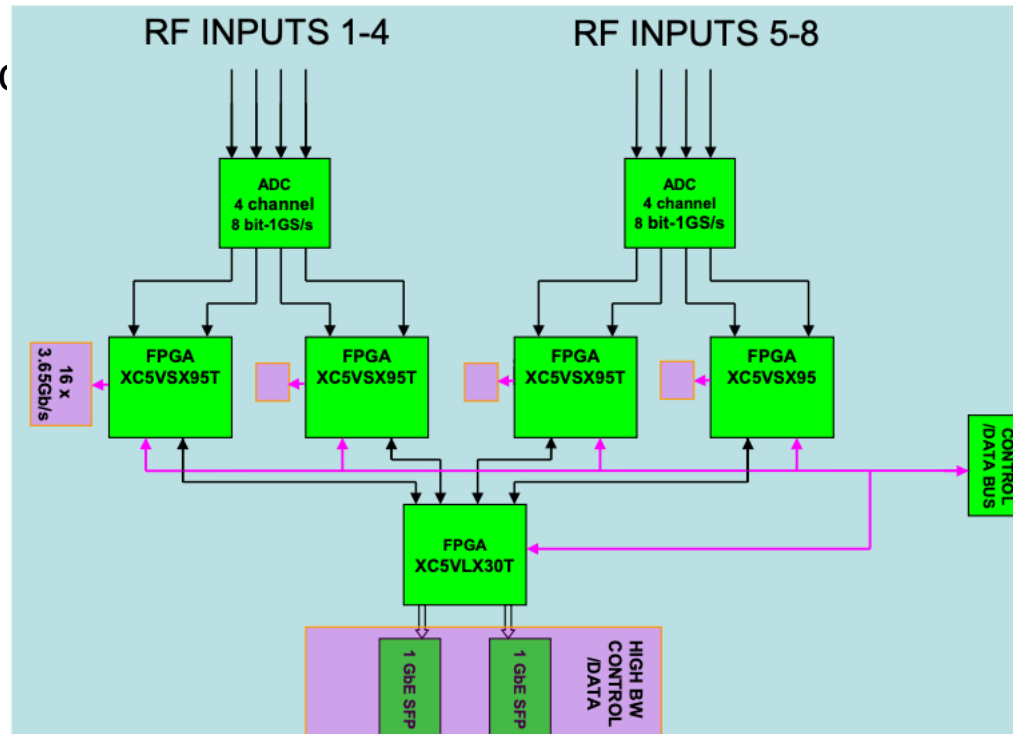 RF INPUTS 1-4
RF INPUTS 5-8
ADC
4 channel
8 bit-1GS/s
ADC
4 channel
8 bit-1GS/s
16 x
3.65Gb/s
FPGA
XC5VSX95T
FPGA
XC5VSX95T
FPGA
XC5VSX95T
FPGA
XC5VSX95
CONTROL
/DATA BUS
FPGA
XC5VLX30T
1 GbE SFP
1 GbE SFP
HIGH BW
CONTROL
/DATA